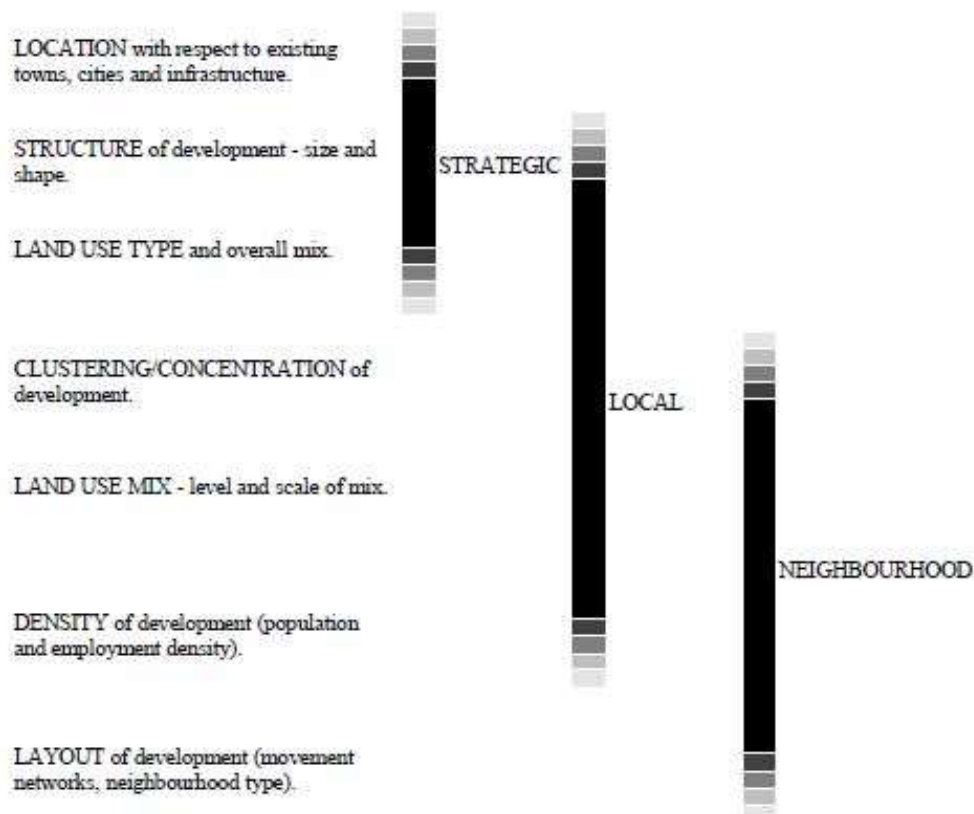 LOCATION with respect to existing
towns, cities and infrastructure.
STRUCTURE of development - size and
shape.
STRATEGIC
LAND USE TYPE and overall mix.
CLUSTERING/CONCENTRATION of
development.
LOCAL
LAND USE MIX - level and scale of mix.
NEIGHBOURHOOD
DENSITY of development (population
and employment density).
LAYOUT of development (movement
networks, neighbourhood type).